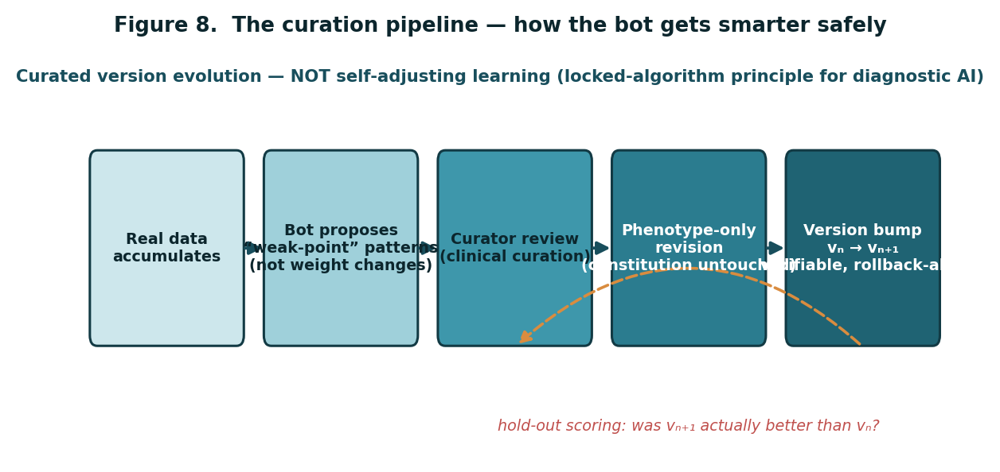 Figure 8.  The curation pipeline — how the bot gets smarter safely
Curated version evolution — NOT self-adjusting learning (locked-algorithm principle for diagnostic AI)
Real data
accumulates
Bot proposes
“weak-point” patterns
(not weight changes)
Curator review
(clinical curation)
Phenotype-only
revision
(constitution untouched)
Version bump
vₙ → vₙ₊₁
rollback-al
hold-out scoring: was vₙ₊₁ actually better than vₙ?